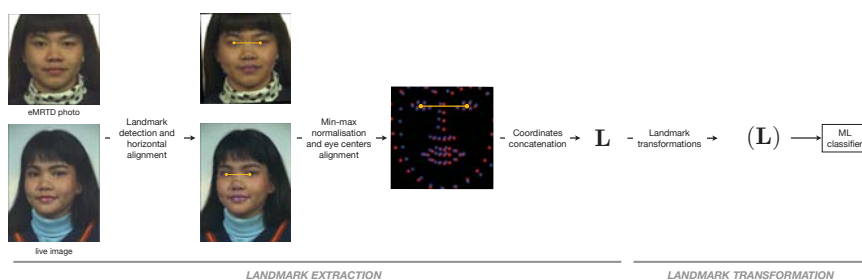 eMRTD photo
Landmark
detection and
horizontal
alignment
live image
Min-max
normalisation
and eye centers
alignment
Coordinates
concatenation
L
Landmark
transformations
(L)
ML
classifier
LANDMARK EXTRACTION
LANDMARK TRANSFORMATION